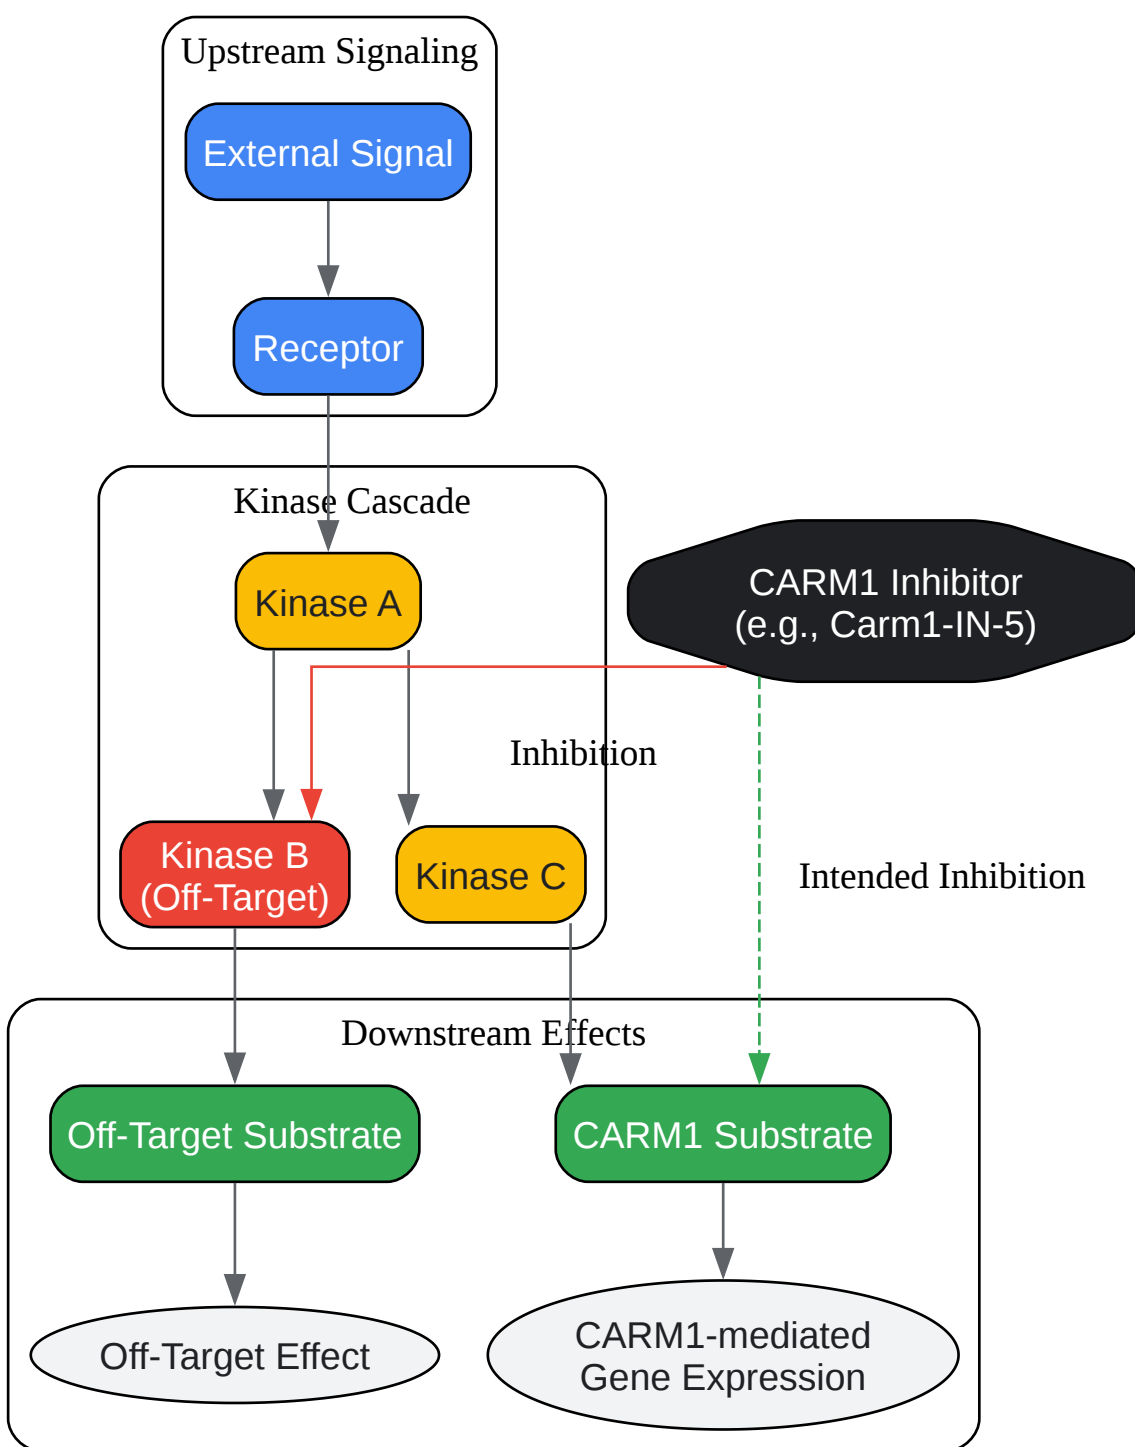 Upstream Signaling
External Signal
Receptor
Kinase Cascade
Kinase A
CARM1 Inhibitor
(e.g., Carm1-IN-5)
Inhibition
Kinase B
(Off-Target)
Kinase C
Intended Inhibition
Downstream Effects
Off-Target Substrate
CARM1 Substrate
Off-Target Effect
CARM1-mediated
Gene Expression